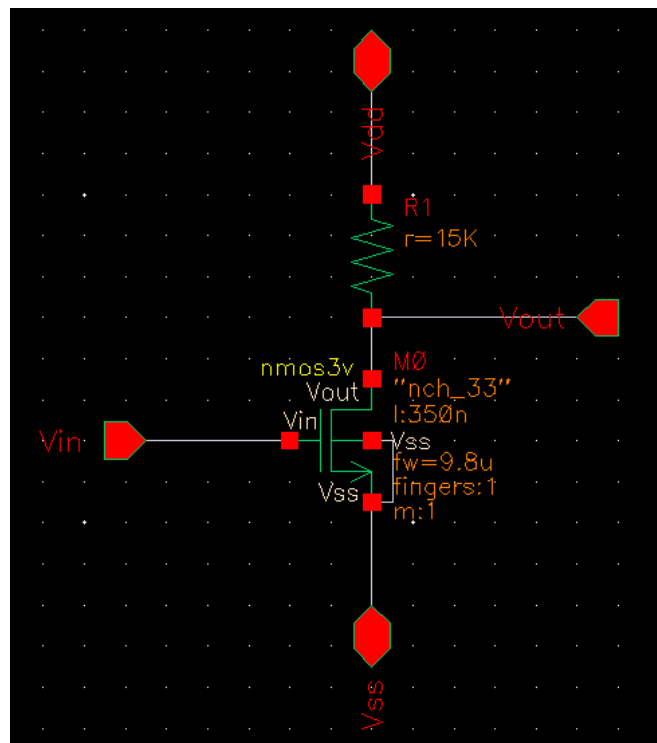 Vdd
R1
r=15K
Vout
nmos3v
MØ
Vout
"nch_33"
l:350n
Vin
Vin
Vss
fw=9.8u
Vss
fingers:1
m:1
Vss